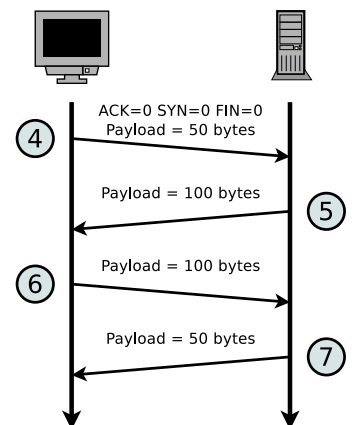 ACK=0 SYN=0 FIN=0
Payload = 50 bytes
4
Payload = 100 bytes
5
Payload = 100 bytes
6
Payload = 50 bytes
7